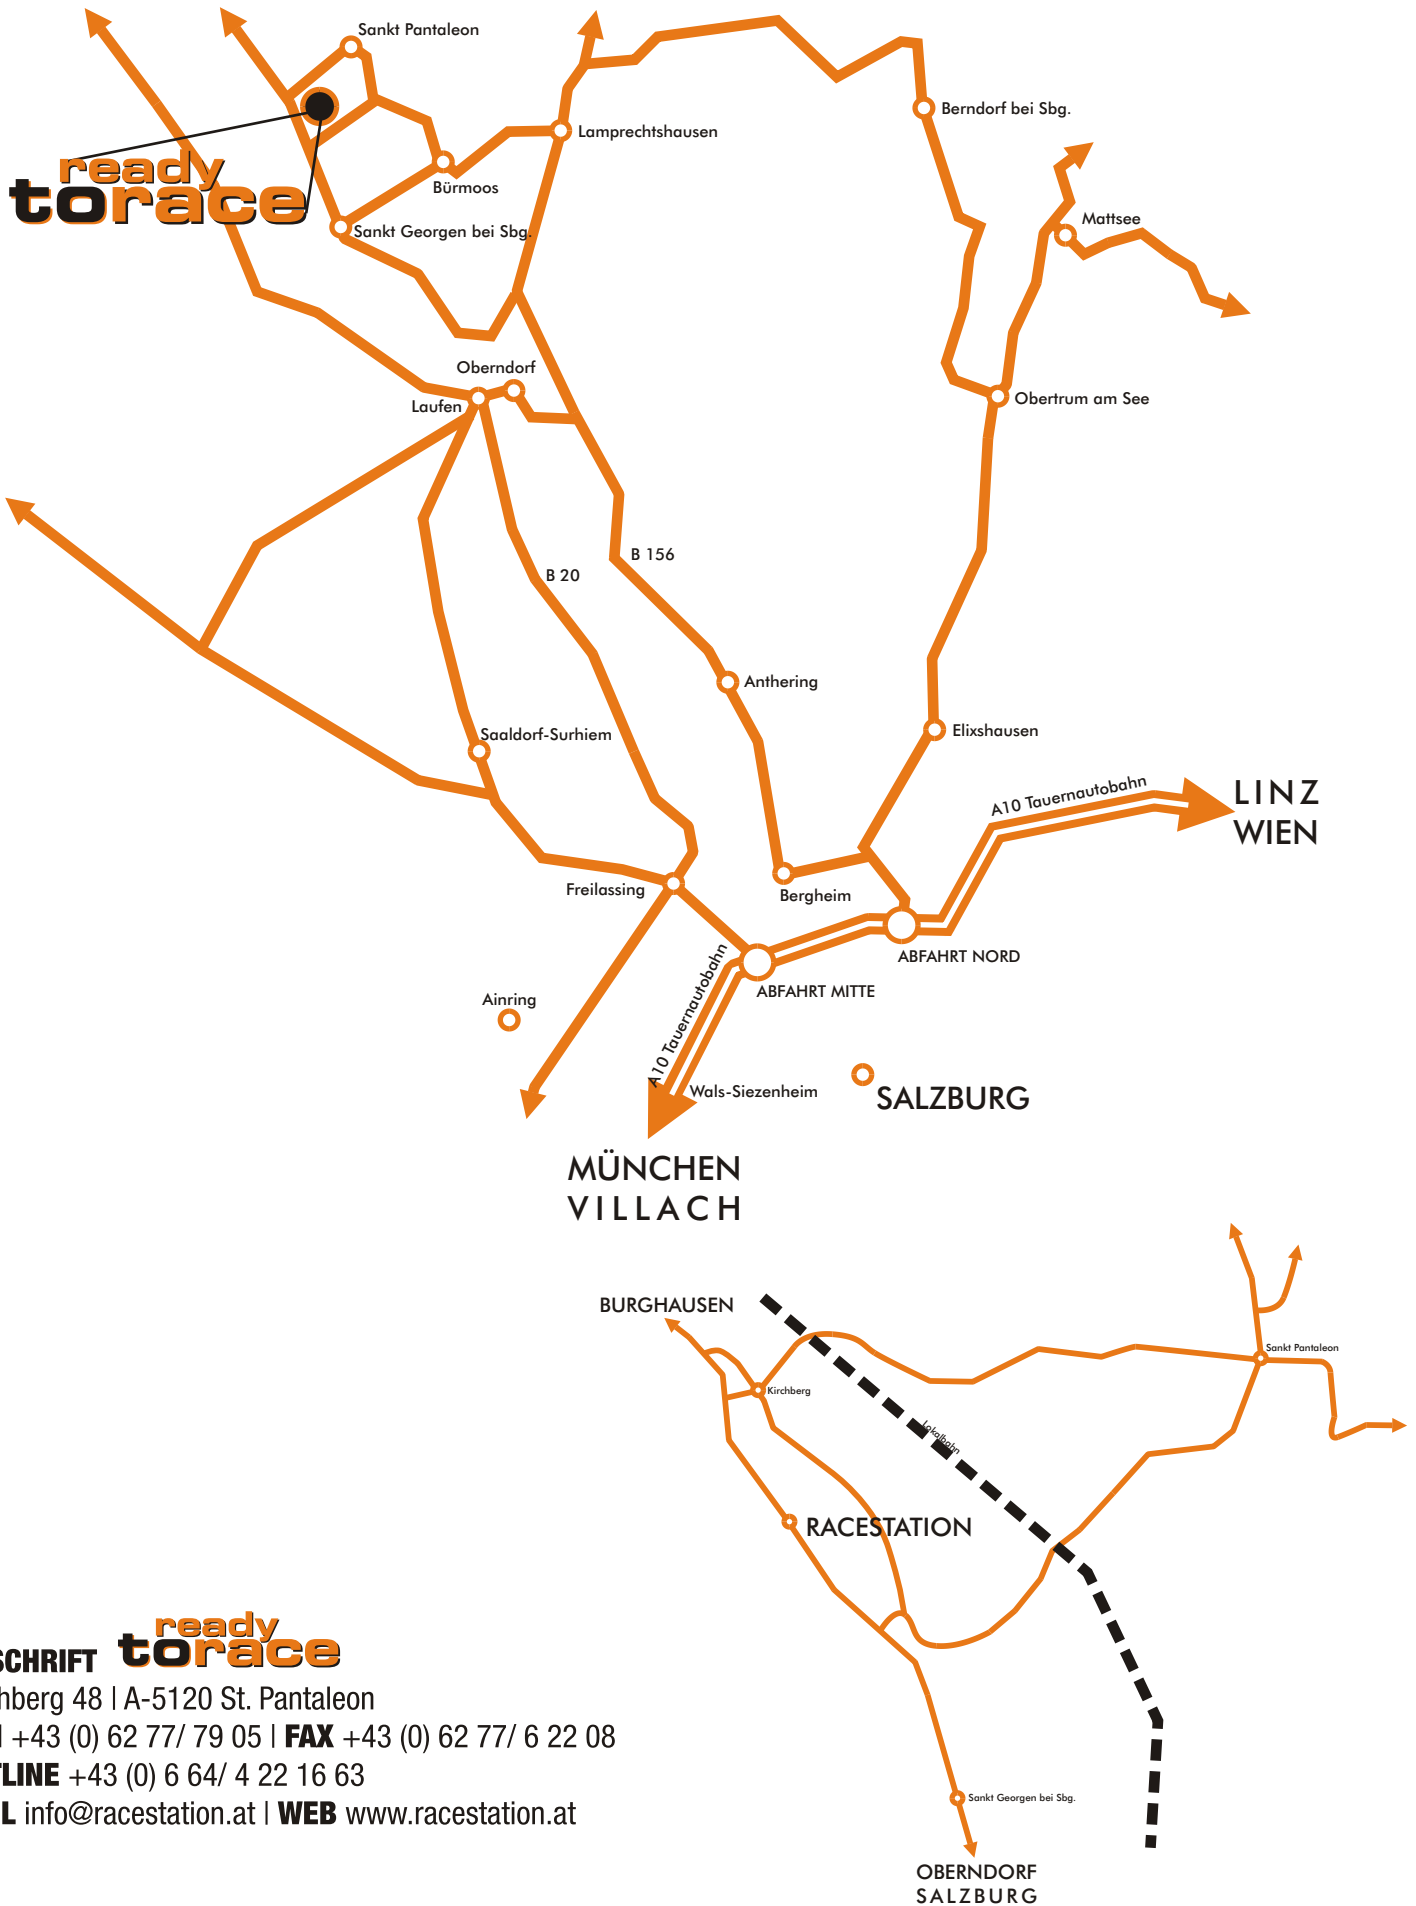 Sankt Pantaleon
Berndorf bei Sbg.
Lamprechtshausen
ready
torace
Bürmoos
Mattsee
Sankt Georgen bei Sbg.
Oberndorf
Laufen
Obertrum am See
B 156
B 20
Anthering
Saaldorf-Surhiem
Elixshausen
A10 Tauernautobahn
LINZ
WIEN
Freilassing
Bergheim
ABFAHRT NORD
ABFAHRT MITTE
Ainring
A10 Tauernautobahn
Wals-Siezenheim
SALZBURG
MÜNCHEN
VILLACH
BURGHAUSEN
Sankt Pantaleon
Kirchberg
Lokalbahn
RACESTATION
Sankt Georgen bei Sbg.
OBERNDORF
SALZBURG
ready
SCHRIFT torace
hberg 48 | A-5120 St. Pantaleon
+43 (0) 62 77/ 79 05 | FAX +43 (0) 62 77/ 6 22 08
TLINE +43 (0) 6 64/ 4 22 16 63
L info@racestation.at | WEB www.racestation.at